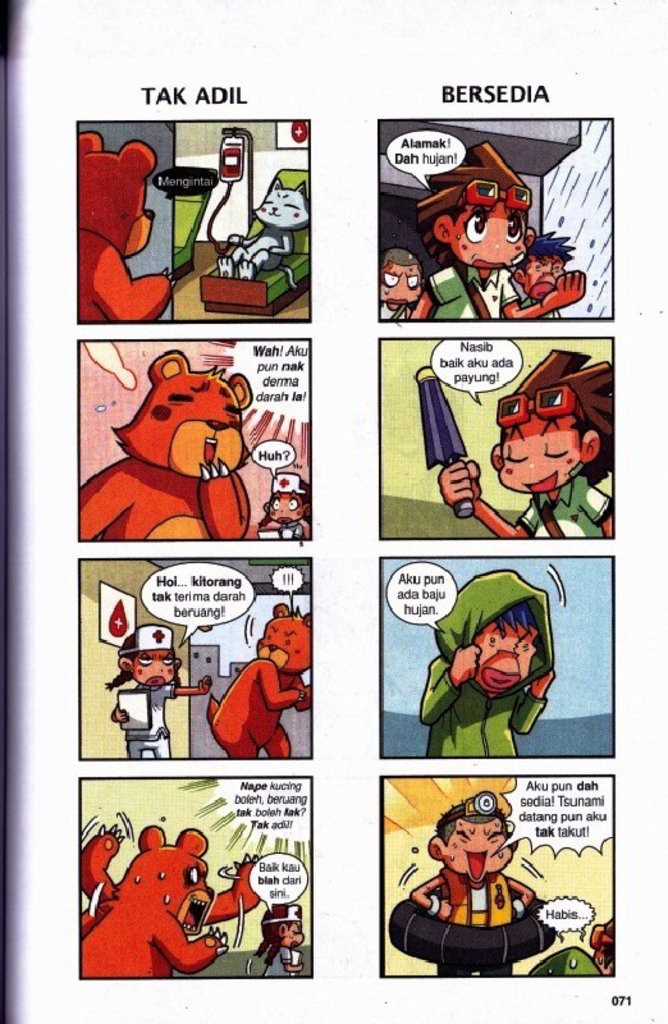 TAK ADIL
Mengintai
Wah! Aku
pun nak
derma
darah la!
Huh?
Hoi... kitorang
tak terima darah
beruang!!
!!!
Nape kucing
boleh, beruang
tak boleh lak?
Tak adil!
Baik kau
blah dari
sini..
BERSEDIA
Alamak!
Dah hujan!
Nasib
baik aku ada
payung!
Aku pun
ada baju
hujan.
Aku pun dah
sedia! Tsunami
datang pun aku
tak takut!
Habis...
071